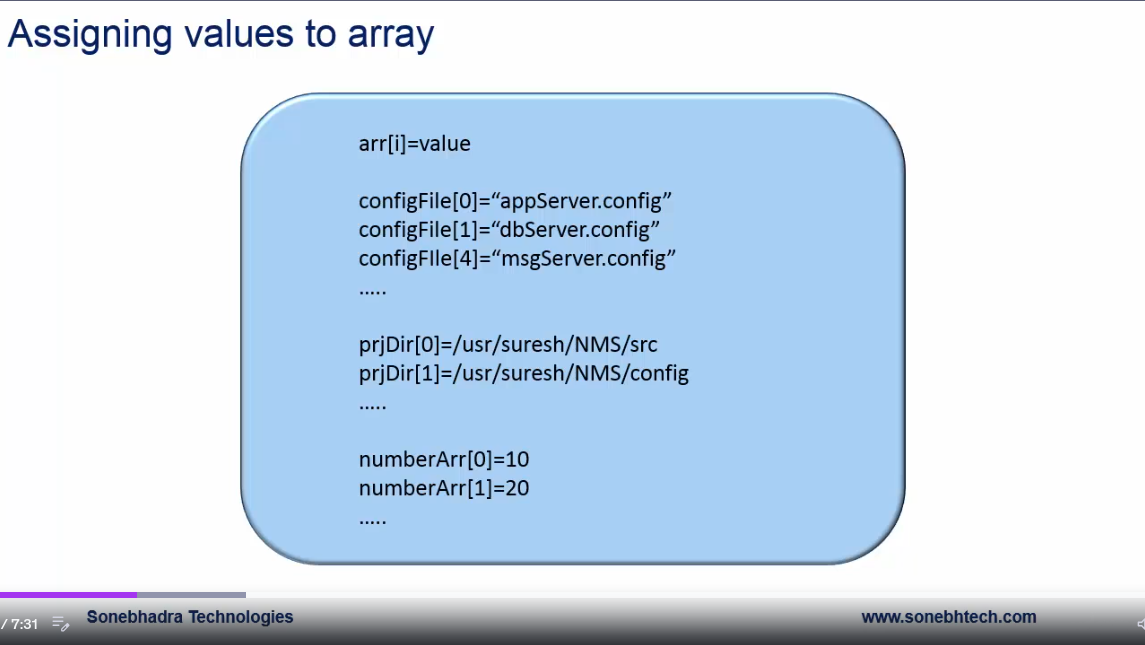 Assigning values to array
arr[i]=value
configFile[0]=“appServer.config”
configFile[1]=“dbServer.config”
configFIle[4]=“msgServer.config”
.....
prjDir[0]=/usr/suresh/NMS/src
prjDir[1]=/usr/suresh/NMS/config
.....
numberArr[0]=10
numberArr[1]=20
.....
/ 7:31
Sonebhadra Technologies
www.sonebhtech.com